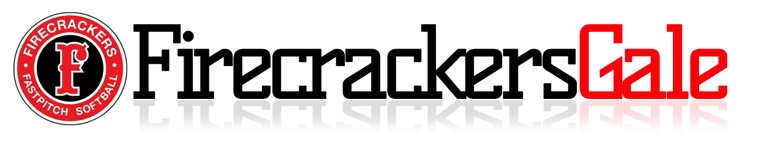 FIRECRACKERS
F
FASTPITCH SOFTBALL
FirecrackersGale